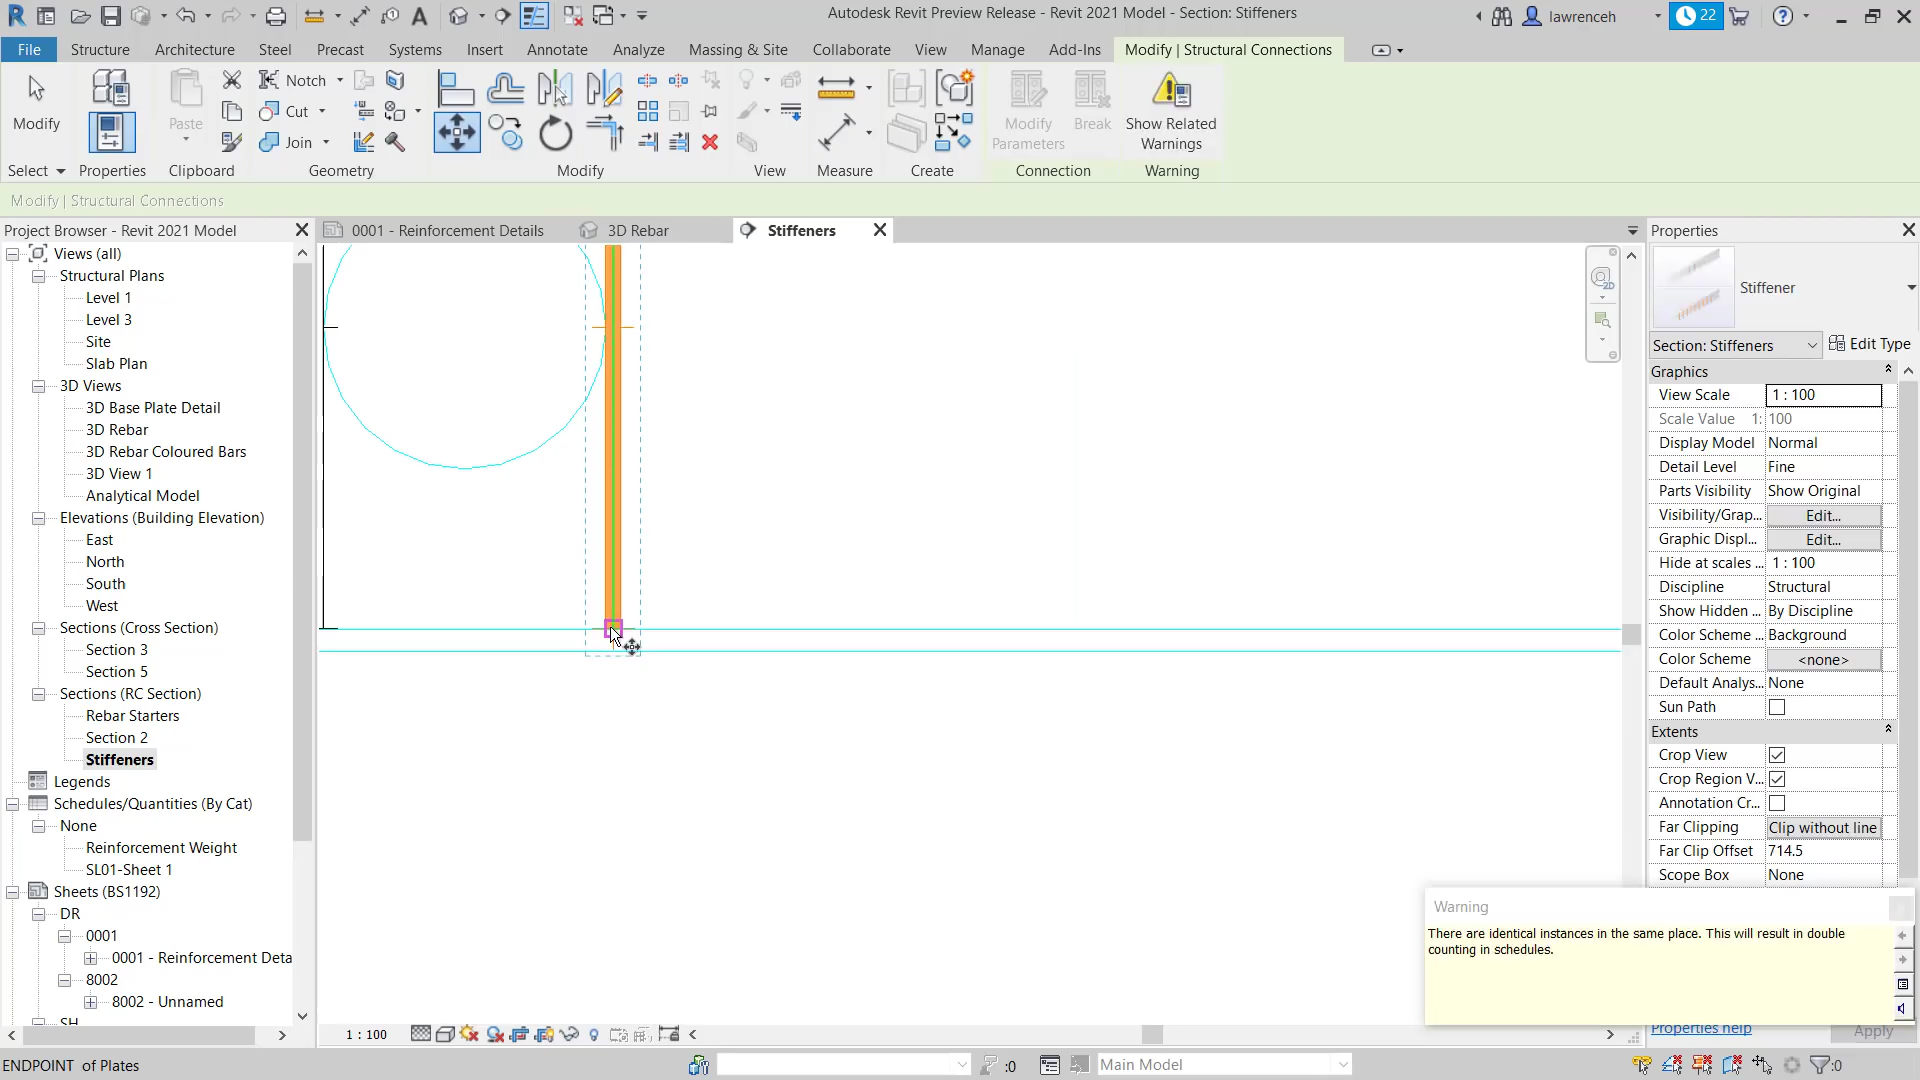 Autodesk Revit Preview Release - Revit 2021 Model - Section: Stiffeners
lawrenceh
22
File Structure Architecture Steel Precast Systems Insert Annotate Analyze Massing & Site Collaborate View Manage Add-Ins Modify | Structural Connections
Modify
Paste
Notch
Cut
Join
Modify Parameters
Break
Show Related Warnings
Select Properties Clipboard Geometry Modify View Measure Create Connection Warning
Modify | Structural Connections
Project Browser - Revit 2021 Model
Views (all)
Structural Plans
Level 1
Level 3
Site
Slab Plan
3D Views
3D Base Plate Detail
3D Rebar
3D Rebar Coloured Bars
3D View 1
Analytical Model
Elevations (Building Elevation)
East
North
South
West
Sections (Cross Section)
Section 3
Section 5
Sections (RC Section)
Rebar Starters
Section 2
Stiffeners
Legends
Schedules/Quantities (By Cat)
None
Reinforcement Weight
SL01-Sheet 1
Sheets (BS1192)
DR
0001
0001 - Reinforcement Deta
8002
8002 - Unnamed
SH
0001 - Reinforcement Details
3D Rebar
Stiffeners
2D
Properties
Stiffener
Section: Stiffeners
Edit Type
Graphics
View Scale 1 : 100
Scale Value 1: 100
Display Model Normal
Detail Level Fine
Parts Visibility Show Original
Visibility/Grap... Edit...
Graphic Displ... Edit...
Hide at scales ... 1 : 100
Discipline Structural
Show Hidden ... By Discipline
Color Scheme ... Background
Color Scheme <none>
Default Analys... None
Sun Path
Extents
Crop View
Crop Region V...
Annotation Cr...
Far Clipping Clip without line
Far Clip Offset 714.5
Scope Box None
Properties help
Apply
Warning
There are identical instances in the same place. This will result in double
counting in schedules.
1 : 100
ENDPOINT of Plates
:0
Main Model
:0